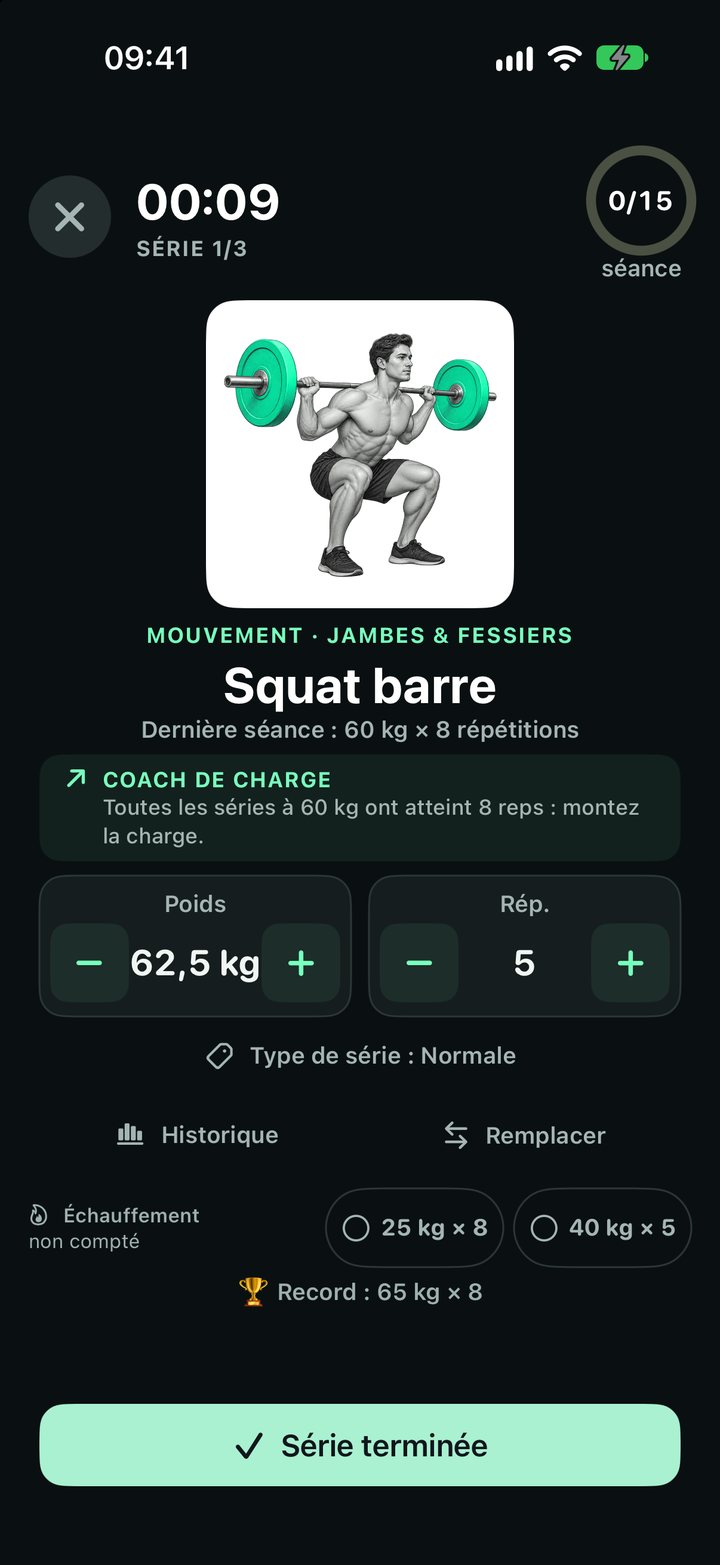 09:41
00:09
SÉRIE 1/3
0/15
séance
MOUVEMENT · JAMBES & FESSIERS
Squat barre
Dernière séance : 60 kg × 8 répétitions
COACH DE CHARGE
Toutes les séries à 60 kg ont atteint 8 reps : montez
la charge.
Poids
Rép.
62,5 kg
5
Type de série : Normale
Historique
Remplacer
Échauffement
non compté
25 kg × 8
40 kg × 5
Record : 65 kg × 8
Série terminée